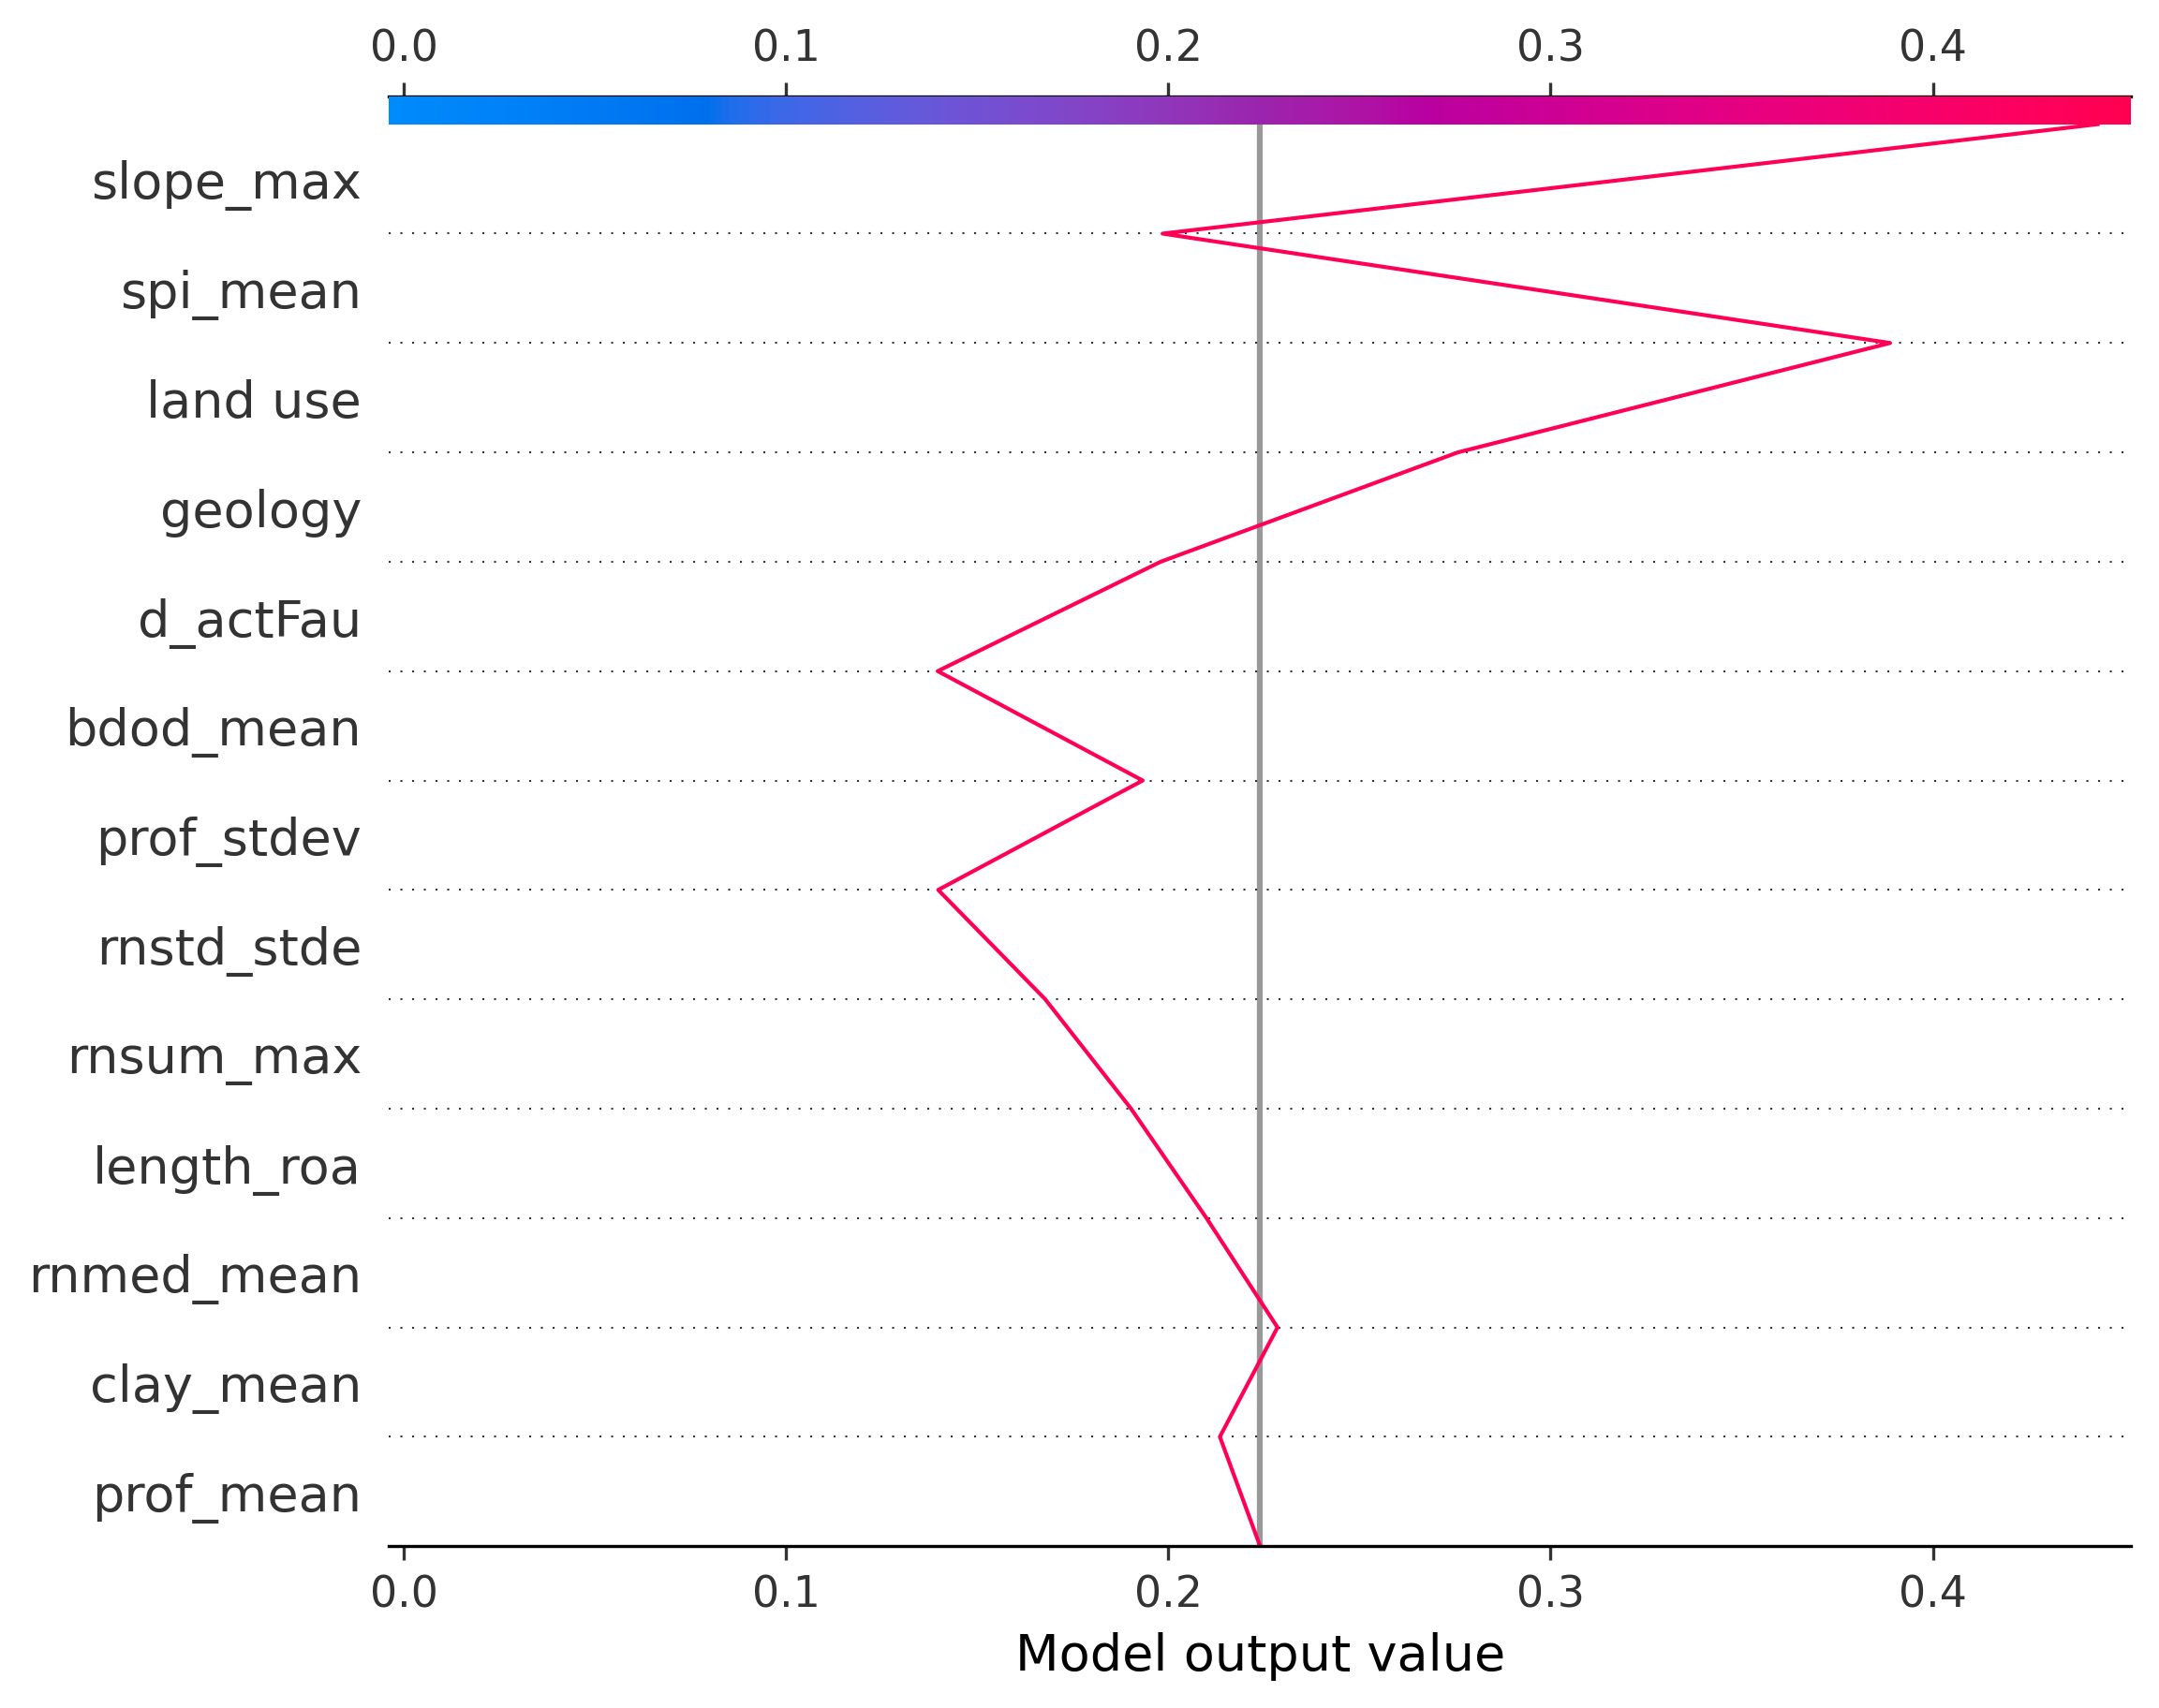 0.0 0.1 0.2 0.3 0.4
slope_max
spi_mean
land use
geology
d_actFau
bdod_mean
prof_stdev
rnstd_stde
rnsum_max
length_roa
rnmed_mean
clay_mean
prof_mean
0.0 0.1 0.2 0.3 0.4
Model output value